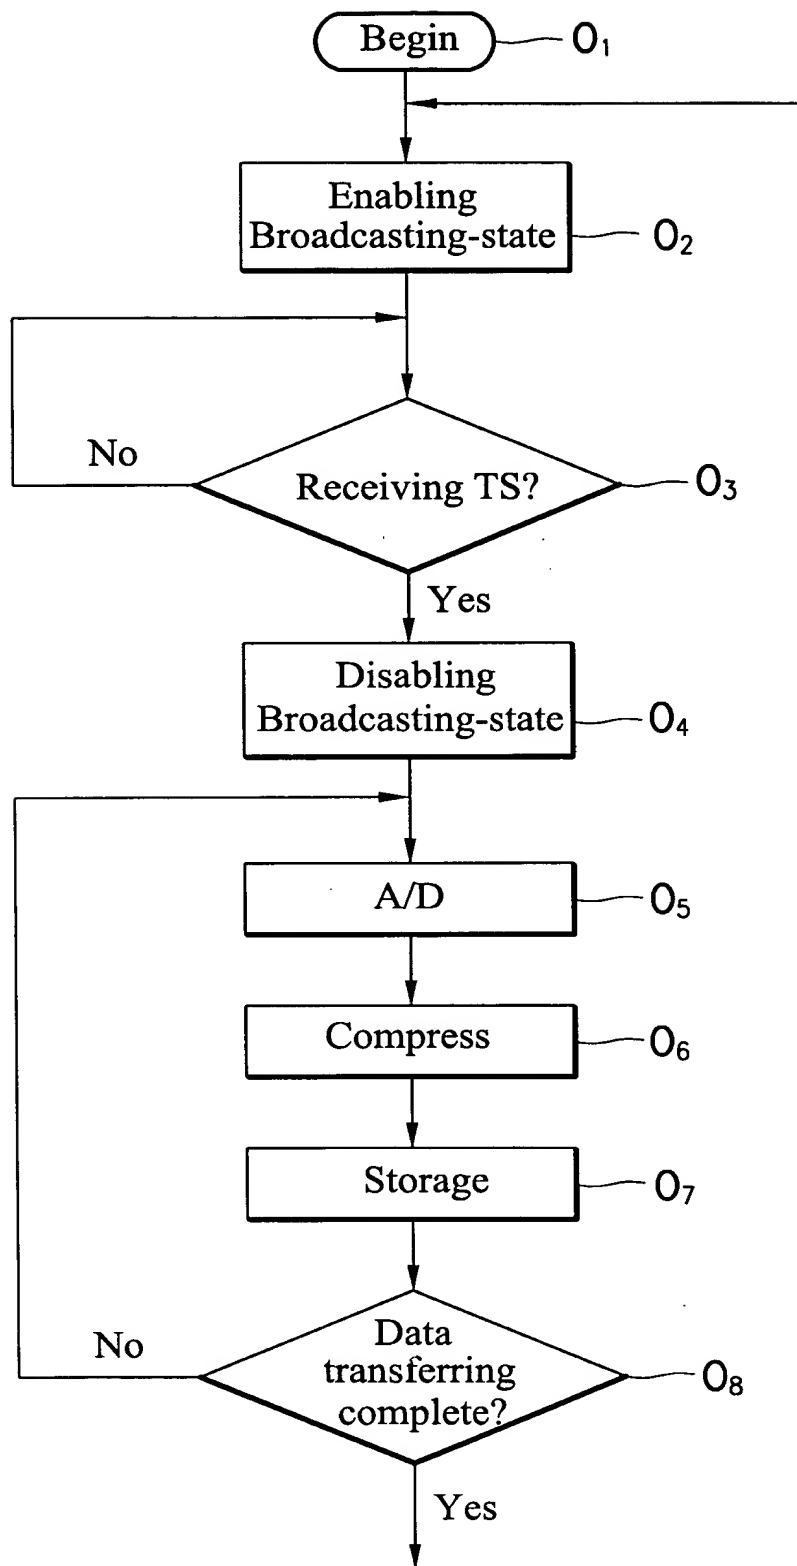 Begin
O1
Enabling
Broadcasting-state
O2
No
Receiving TS?
O3
Yes
Disabling
Broadcasting-state
O4
A/D
O5
Compress
O6
Storage
O7
No
Data
transferring
complete?
O8
Yes